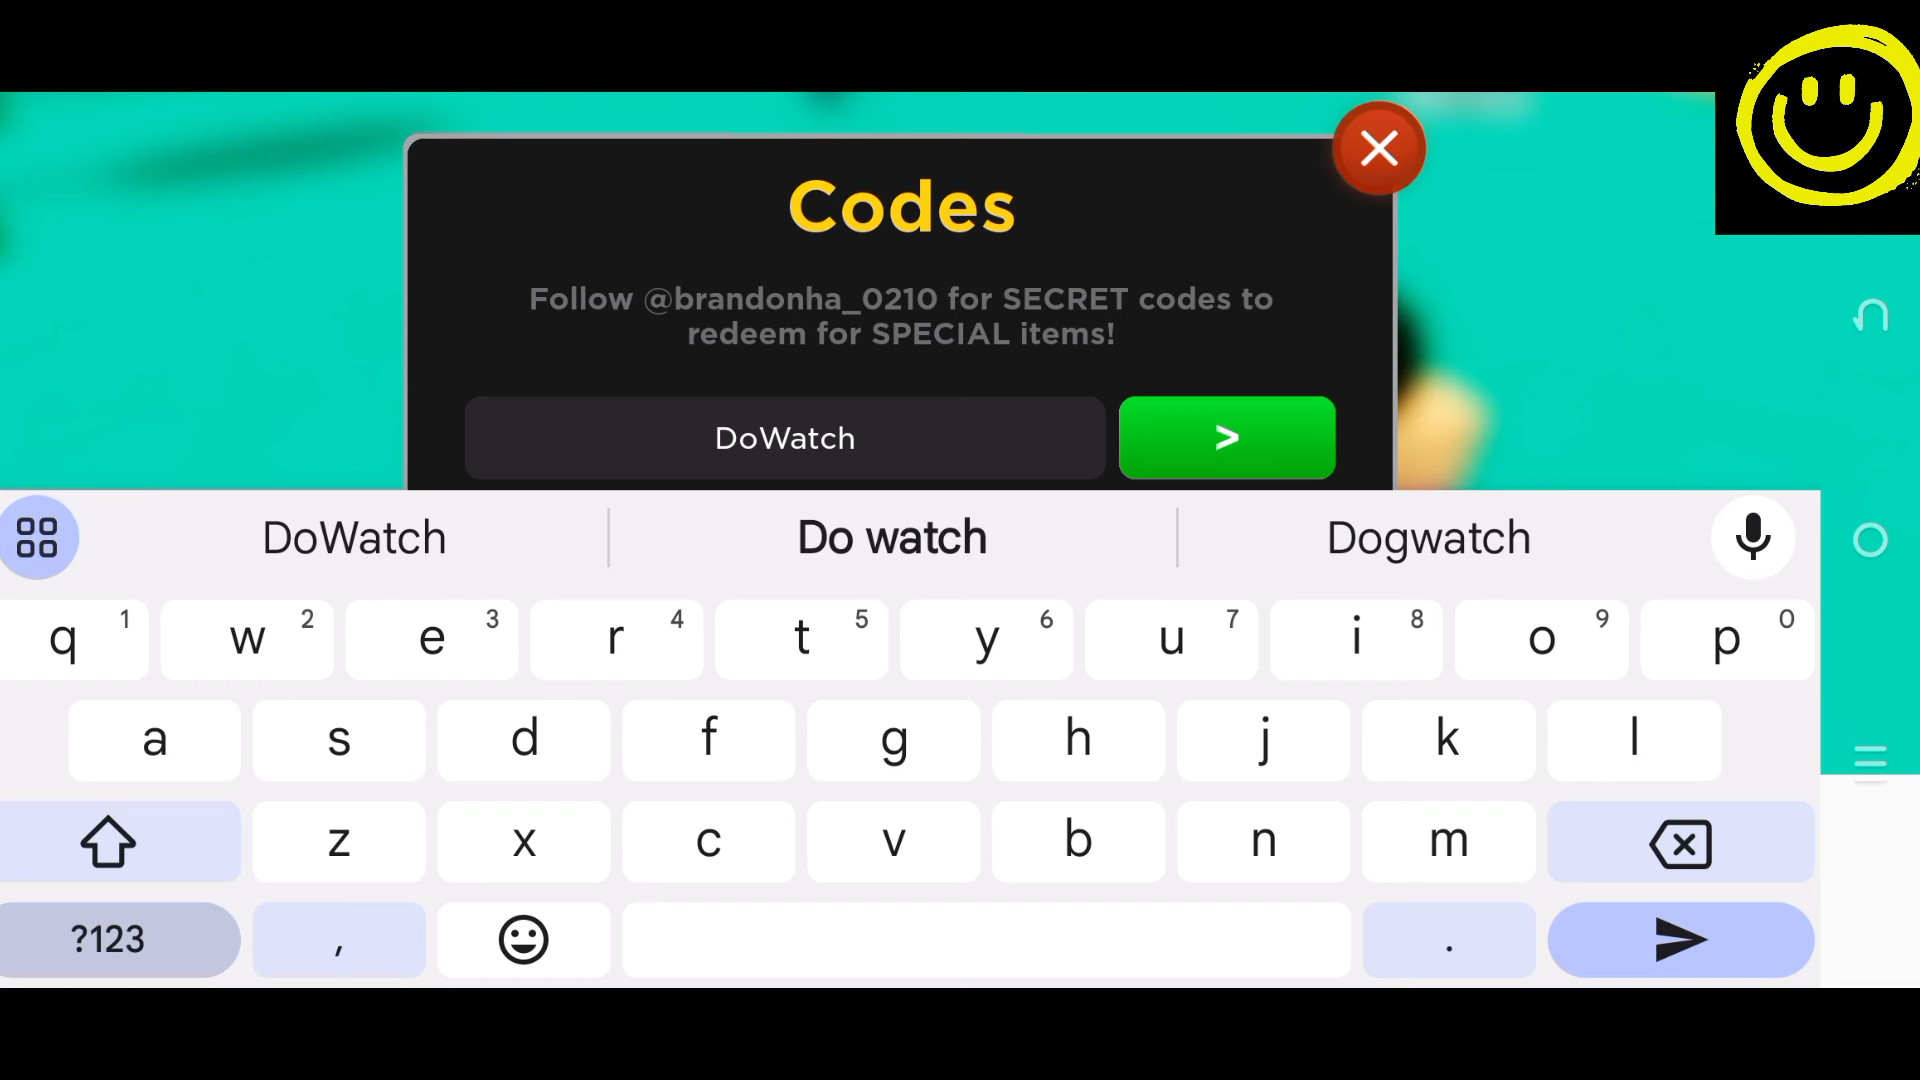 Codes
Follow @brandonha_0210 for SECRET codes to
redeem for SPECIAL items!
DoWatch >
DoWatch Do watch Dogwatch
q 1 w 2 e 3 r 4 t 5 y 6 u 7 i 8 o 9 p 0
a s d f g h j k l
z x c v b n m
?123 , .